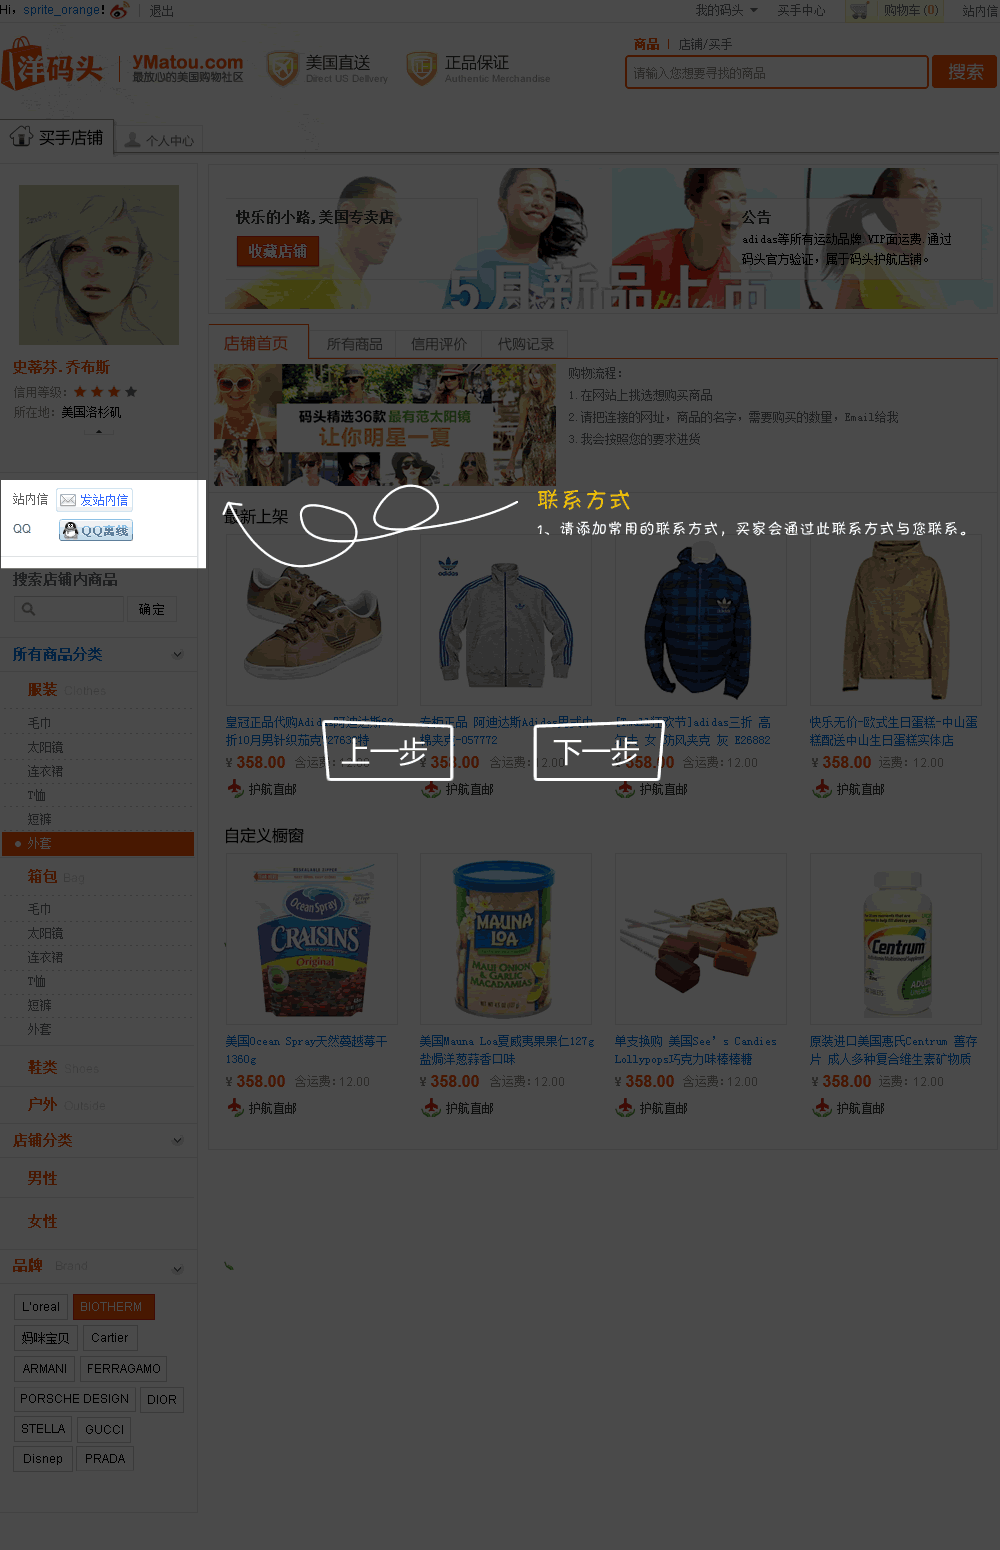 Hi，sprite_orange! 退出 我的码头 买手中心 购物车 (0) 站内信
商品 | 店铺/买手
洋码头 YMatou.com 美国直送 正品保证
最放心的美国购物社区 Direct US Delivery Authentic Merchandise
请输入您想要寻找的商品 搜索
买手店铺 个人中心
快乐的小路,美国专卖店
收藏店铺
公告
adidas等所有运动品牌.VIP面运费.通过
码头官方验证，属于码头护航店铺。
5月新品上市
史蒂芬.乔布斯
信用等级：
所在地：美国洛杉矶
店铺首页 所有商品 信用评价 代购记录
码头精选36款 最有范太阳镜
让你明星一夏
购物流程：
1.在网站上挑选想购买商品
2.请把连接的网址，商品的名字，需要购买的数量，Email给我
3.我会按照您的要求进货
站内信 发站内信
QQ QQ离线
联系方式
1、请添加常用的联系方式，买家会通过此联系方式与您联系。
最新上架
搜索店铺内商品
确定
所有商品分类
服装 Clothes
毛巾
太阳镜
连衣裙
T恤
短裤
外套
箱包 Bag
毛巾
太阳镜
连衣裙
T恤
短裤
外套
鞋类 Shoes
户外 Outside
店铺分类
男性
女性
品牌 Brand
L'oreal BIOTHERM
妈咪宝贝 Cartier
ARMANI FERRAGAMO
PORSCHE DESIGN DIOR
STELLA GUCCI
Disnep PRADA
皇冠正品代购Adidas阿迪达斯
折10月男针织茄克 27637特
¥ 358.00 含运费：12.00
护航直邮
专柜正品 阿迪达斯Adidas男式中
棉夹克-057772
¥ 358.00 含运费：
护航直邮
狂欢节]adidas三折 高
女 防风夹克 灰 E26882
¥ 358.00 含运费：12.00
护航直邮
快乐无价-欧式生日蛋糕-中山蛋
糕配送中山生日蛋糕实体店
¥ 358.00 运费：12.00
护航直邮
上一步 下一步
自定义橱窗
Ocean Spray
CRAISINS
Original
MAUNA LOA
MAUI ONION & GARLIC MACADAMIAS
Centrum
美国Ocean Spray天然蔓越莓干
1360g
¥ 358.00 含运费：12.00
护航直邮
美国Mauna Loa夏威夷果果仁127g
盐焗洋葱蒜香口味
¥ 358.00 含运费：12.00
护航直邮
单支换购 美国See’s Candies
Lollypops巧克力味棒棒糖
¥ 358.00 含运费：12.00
护航直邮
原装进口美国惠氏Centrum 善存
片 成人多种复合维生素矿物质
¥ 358.00 运费：12.00
护航直邮